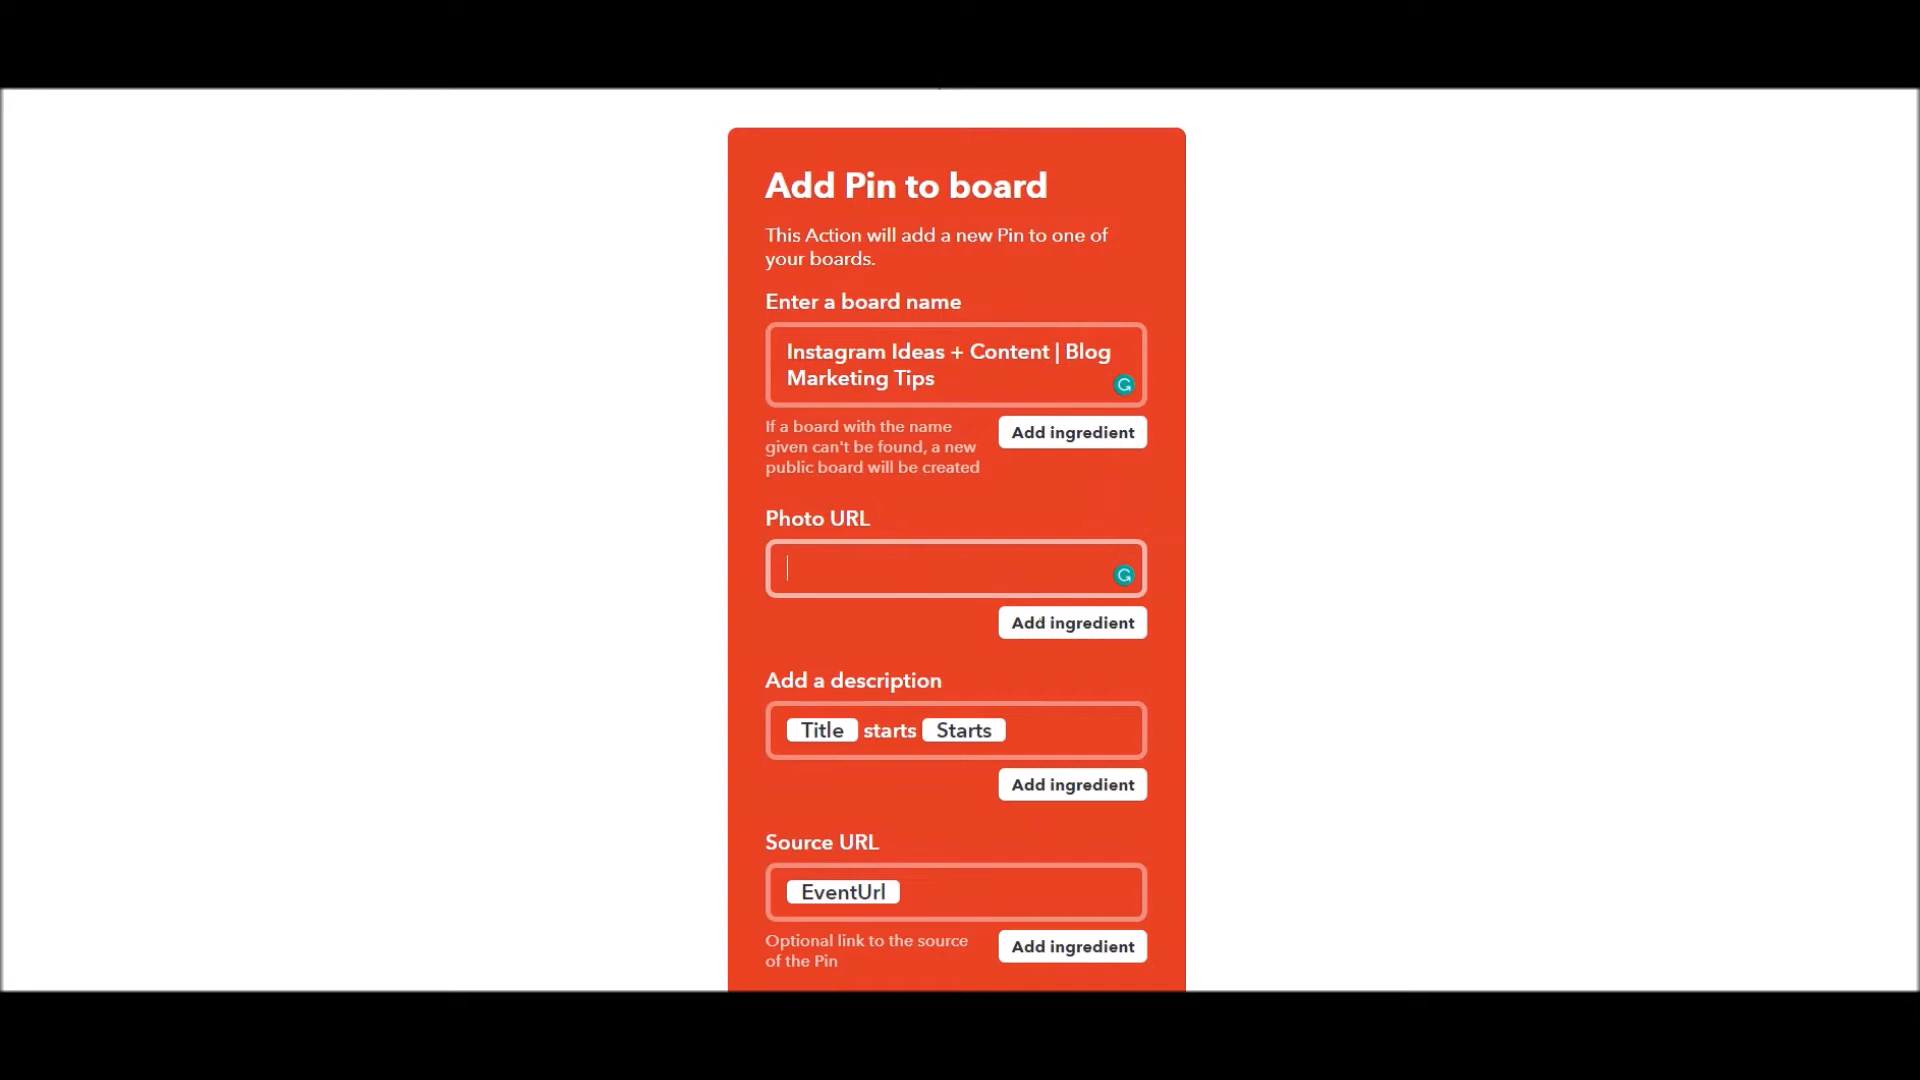 Add Pin to board
This Action will add a new Pin to one of
your boards.
Enter a board name
Instagram Ideas + Content | Blog
Marketing Tips
If a board with the name
given can't be found, a new
public board will be created
Add ingredient
Photo URL
Add ingredient
Add a description
Title starts Starts
Add ingredient
Source URL
EventUrl
Optional link to the source
of the Pin
Add ingredient